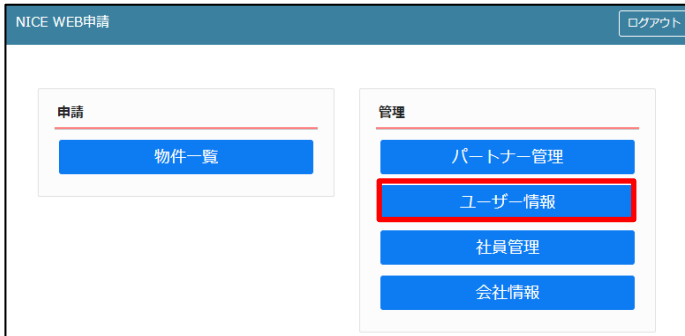 NICE WEB申請
ログアウト
申請
物件一覧
管理
パートナー管理
ユーザー情報
社員管理
会社情報